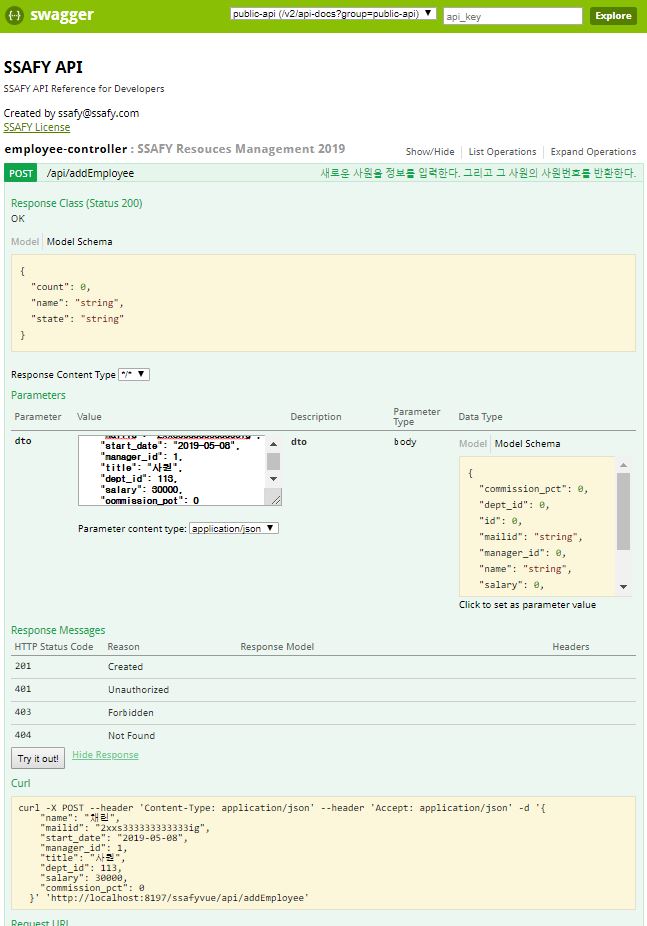 swagger
public-api (/v2/api-docs?group=public-api)
api_key
Explore
SSAFY API
SSAFY API Reference for Developers
Created by ssafy@ssafy.com
SSAFY License
employee-controller : SSAFY Resouces Management 2019
Show/Hide List Operations Expand Operations
POST /api/addEmployee 새로운 사원을 정보를 입력한다. 그리고 그 사원의 사원번호를 반환한다.
Response Class (Status 200)
OK
Model Model Schema
{
"count": 0,
"name": "string",
"state": "string"
}
Response Content Type */*
Parameters
Parameter Value Description Parameter Type Data Type
dto
"mailid": "2xxs333333333333ig",
"start_date": "2019-05-08",
"manager_id": 1,
"title": "사원",
"dept_id": 113,
"salary": 30000,
"commission_pct": 0
Parameter content type: application/json
dto
body
Model Model Schema
{
"commission_pct": 0,
"dept_id": 0,
"id": 0,
"mailid": "string",
"manager_id": 0,
"name": "string",
"salary": 0,
Click to set as parameter value
Response Messages
HTTP Status Code Reason Response Model Headers
201 Created
401 Unauthorized
403 Forbidden
404 Not Found
Try it out! Hide Response
Curl
curl -X POST --header 'Content-Type: application/json' --header 'Accept: application/json' -d '{
"name": "채린",
"mailid": "2xxs333333333333ig",
"start_date": "2019-05-08",
"manager_id": 1,
"title": "사원",
"dept_id": 113,
"salary": 30000,
"commission_pct": 0
}' 'http://localhost:8197/ssafyvue/api/addEmployee'
Request URL